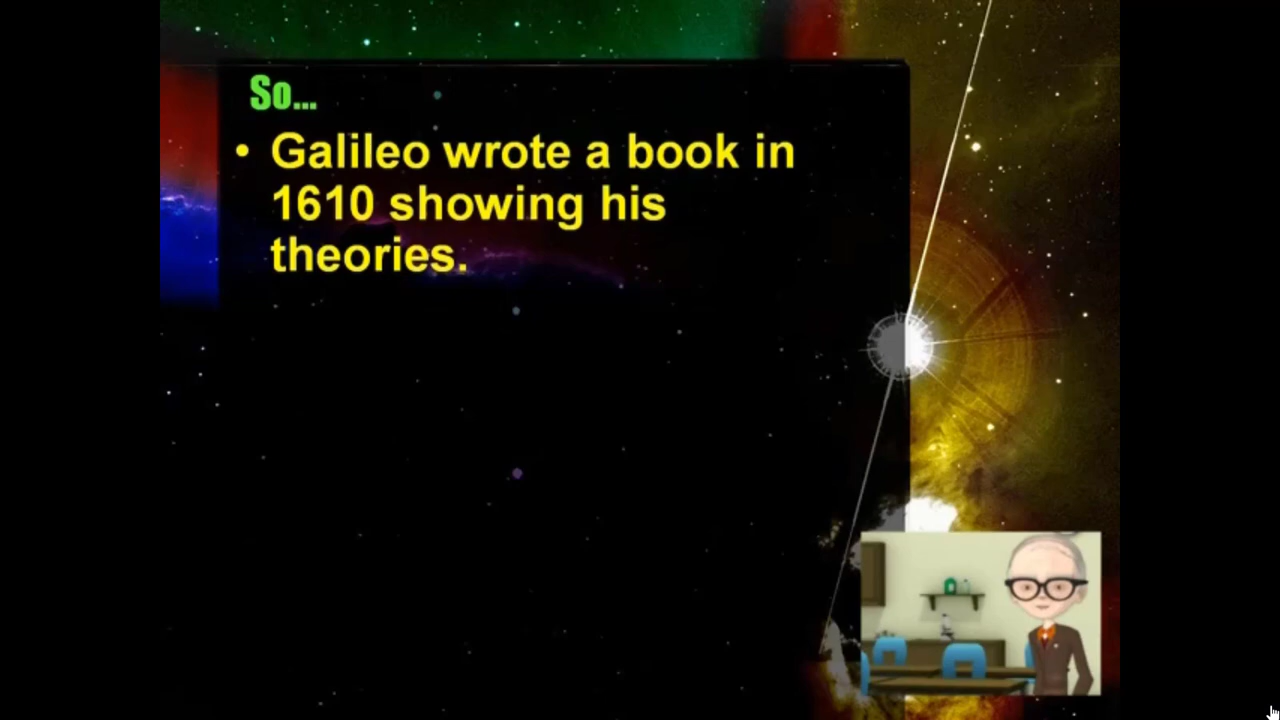 So...
• Galileo wrote a book in
1610 showing his
theories.